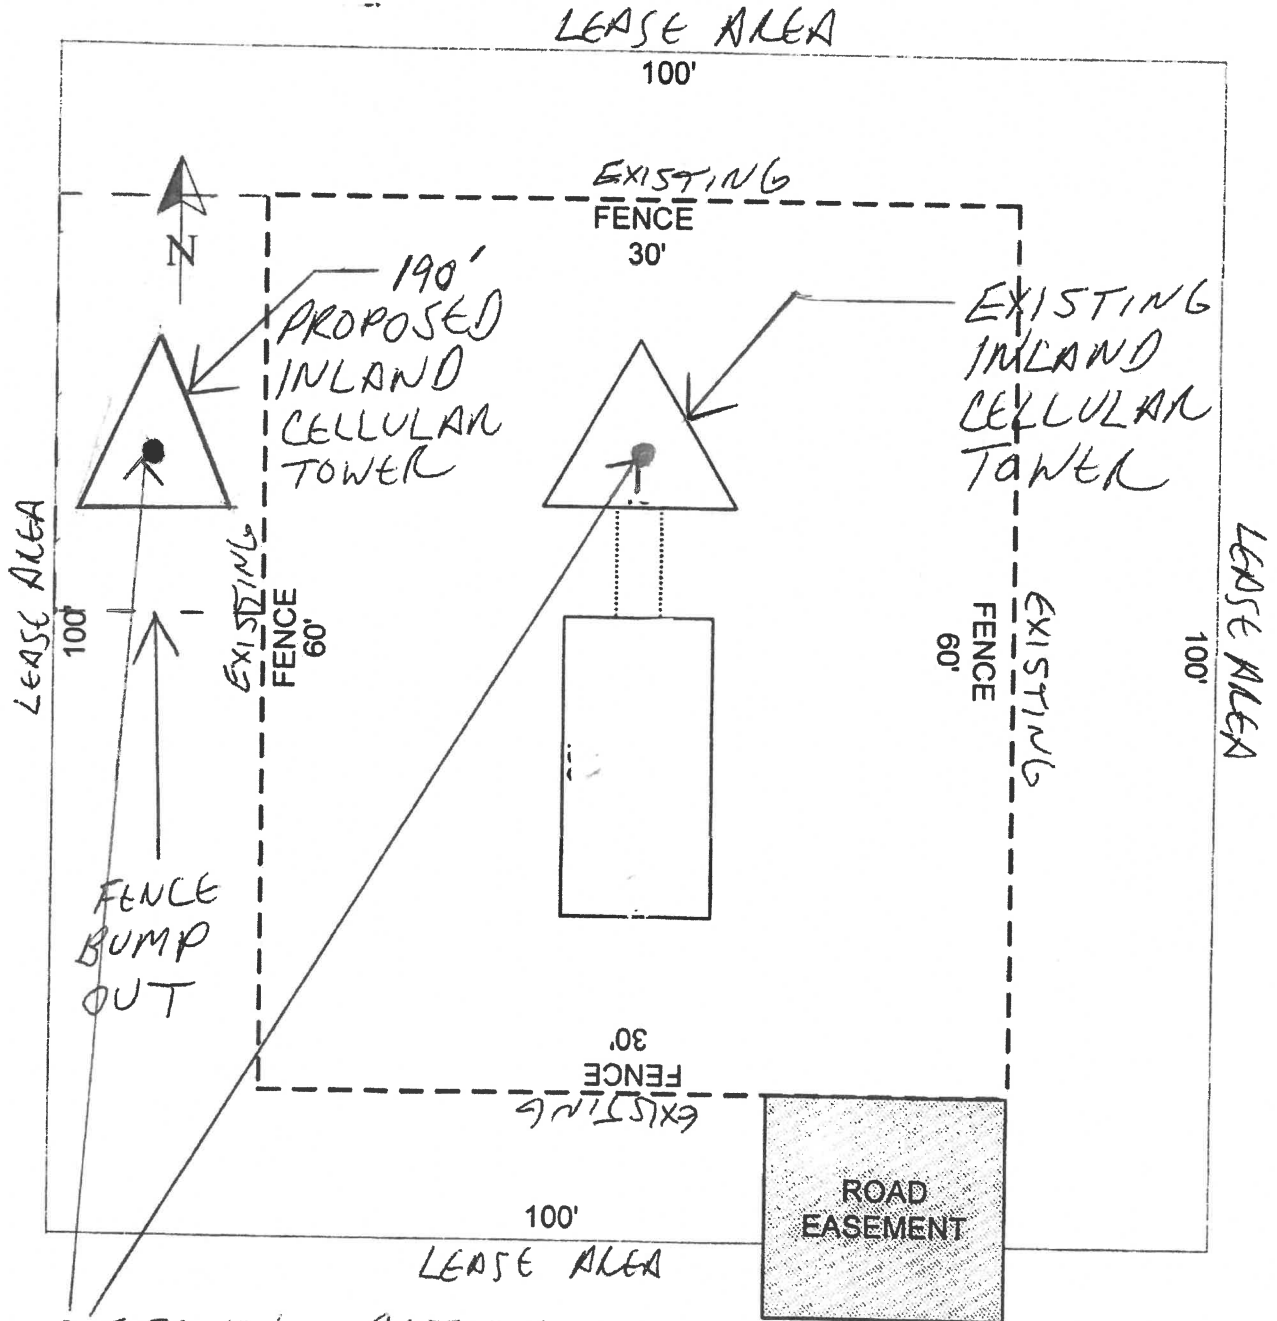 LEASE AREA
100'
EXISTING
FENCE
30'
N
190'
PROPOSED
INLAND
CELLULAR
TOWER
EXISTING
INLAND
CELLULAR
TOWER
LEASE AREA
100'
EXISTING
FENCE
60'
FENCE
60'
EXISTING
100'
LEASE AREA
FENCE
BUMP
OUT
30'
FENCE
EXISTING
ROAD
EASEMENT
100'
LEASE AREA